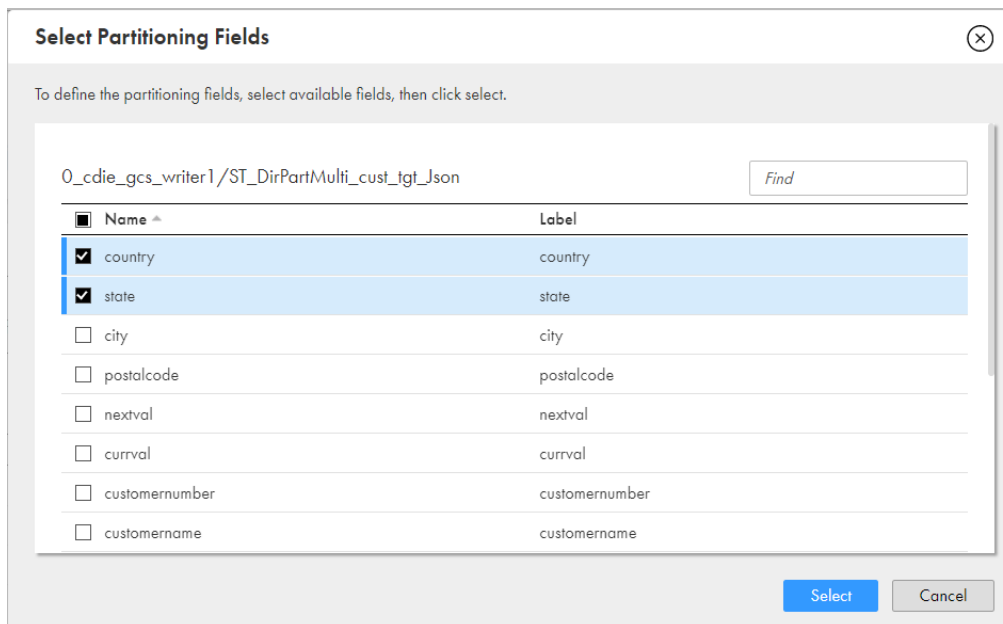 Select Partitioning Fields
To define the partitioning fields, select available fields, then click select.
0_cdie_gcs_writer1/ST_DirPartMulti_cust_tgt_Json Find
Name Label
country country
state state
city city
postalcode postalcode
nextval nextval
currval currval
customernumber customernumber
customername customername
Select Cancel